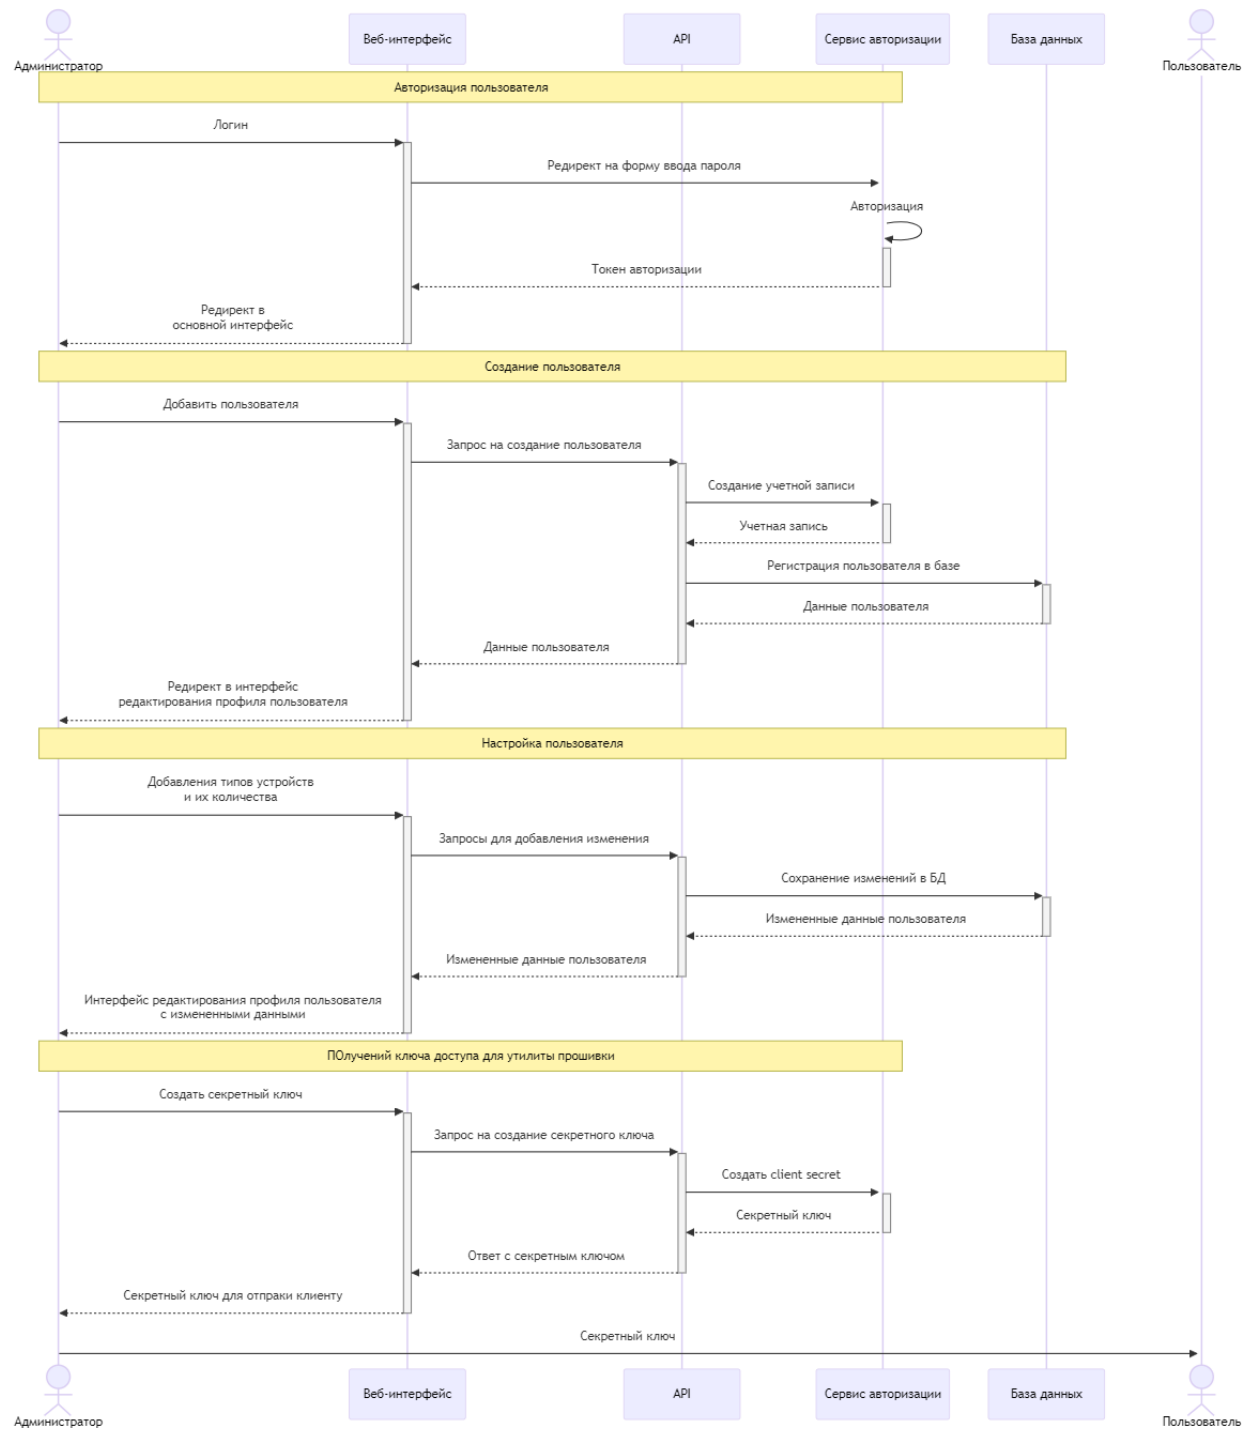 Администратор
Веб-интерфейс
API
Сервис авторизации
База данных
Пользователь
Авторизация пользователя
Логин
Редирект на форму ввода пароля
Авторизация
Токен авторизации
Редирект в
основной интерфейс
Создание пользователя
Добавить пользователя
Запрос на создание пользователя
Создание учетной записи
Учетная запись
Регистрация пользователя в базе
Данные пользователя
Данные пользователя
Редирект в интерфейс
редактирования профиля пользователя
Настройка пользователя
Добавления типов устройств
и их количества
Запросы для добавления изменения
Сохранение изменений в БД
Измененные данные пользователя
Измененные данные пользователя
Интерфейс редактирования профиля пользователя
с измененными данными
ПОлучений ключа доступа для утилиты прошивки
Создать секретный ключ
Запрос на создание секретного ключа
Создать client secret
Секретный ключ
Ответ с секретным ключом
Секретный ключ для отпраки клиенту
Секретный ключ
Администратор
Веб-интерфейс
API
Сервис авторизации
База данных
Пользователь